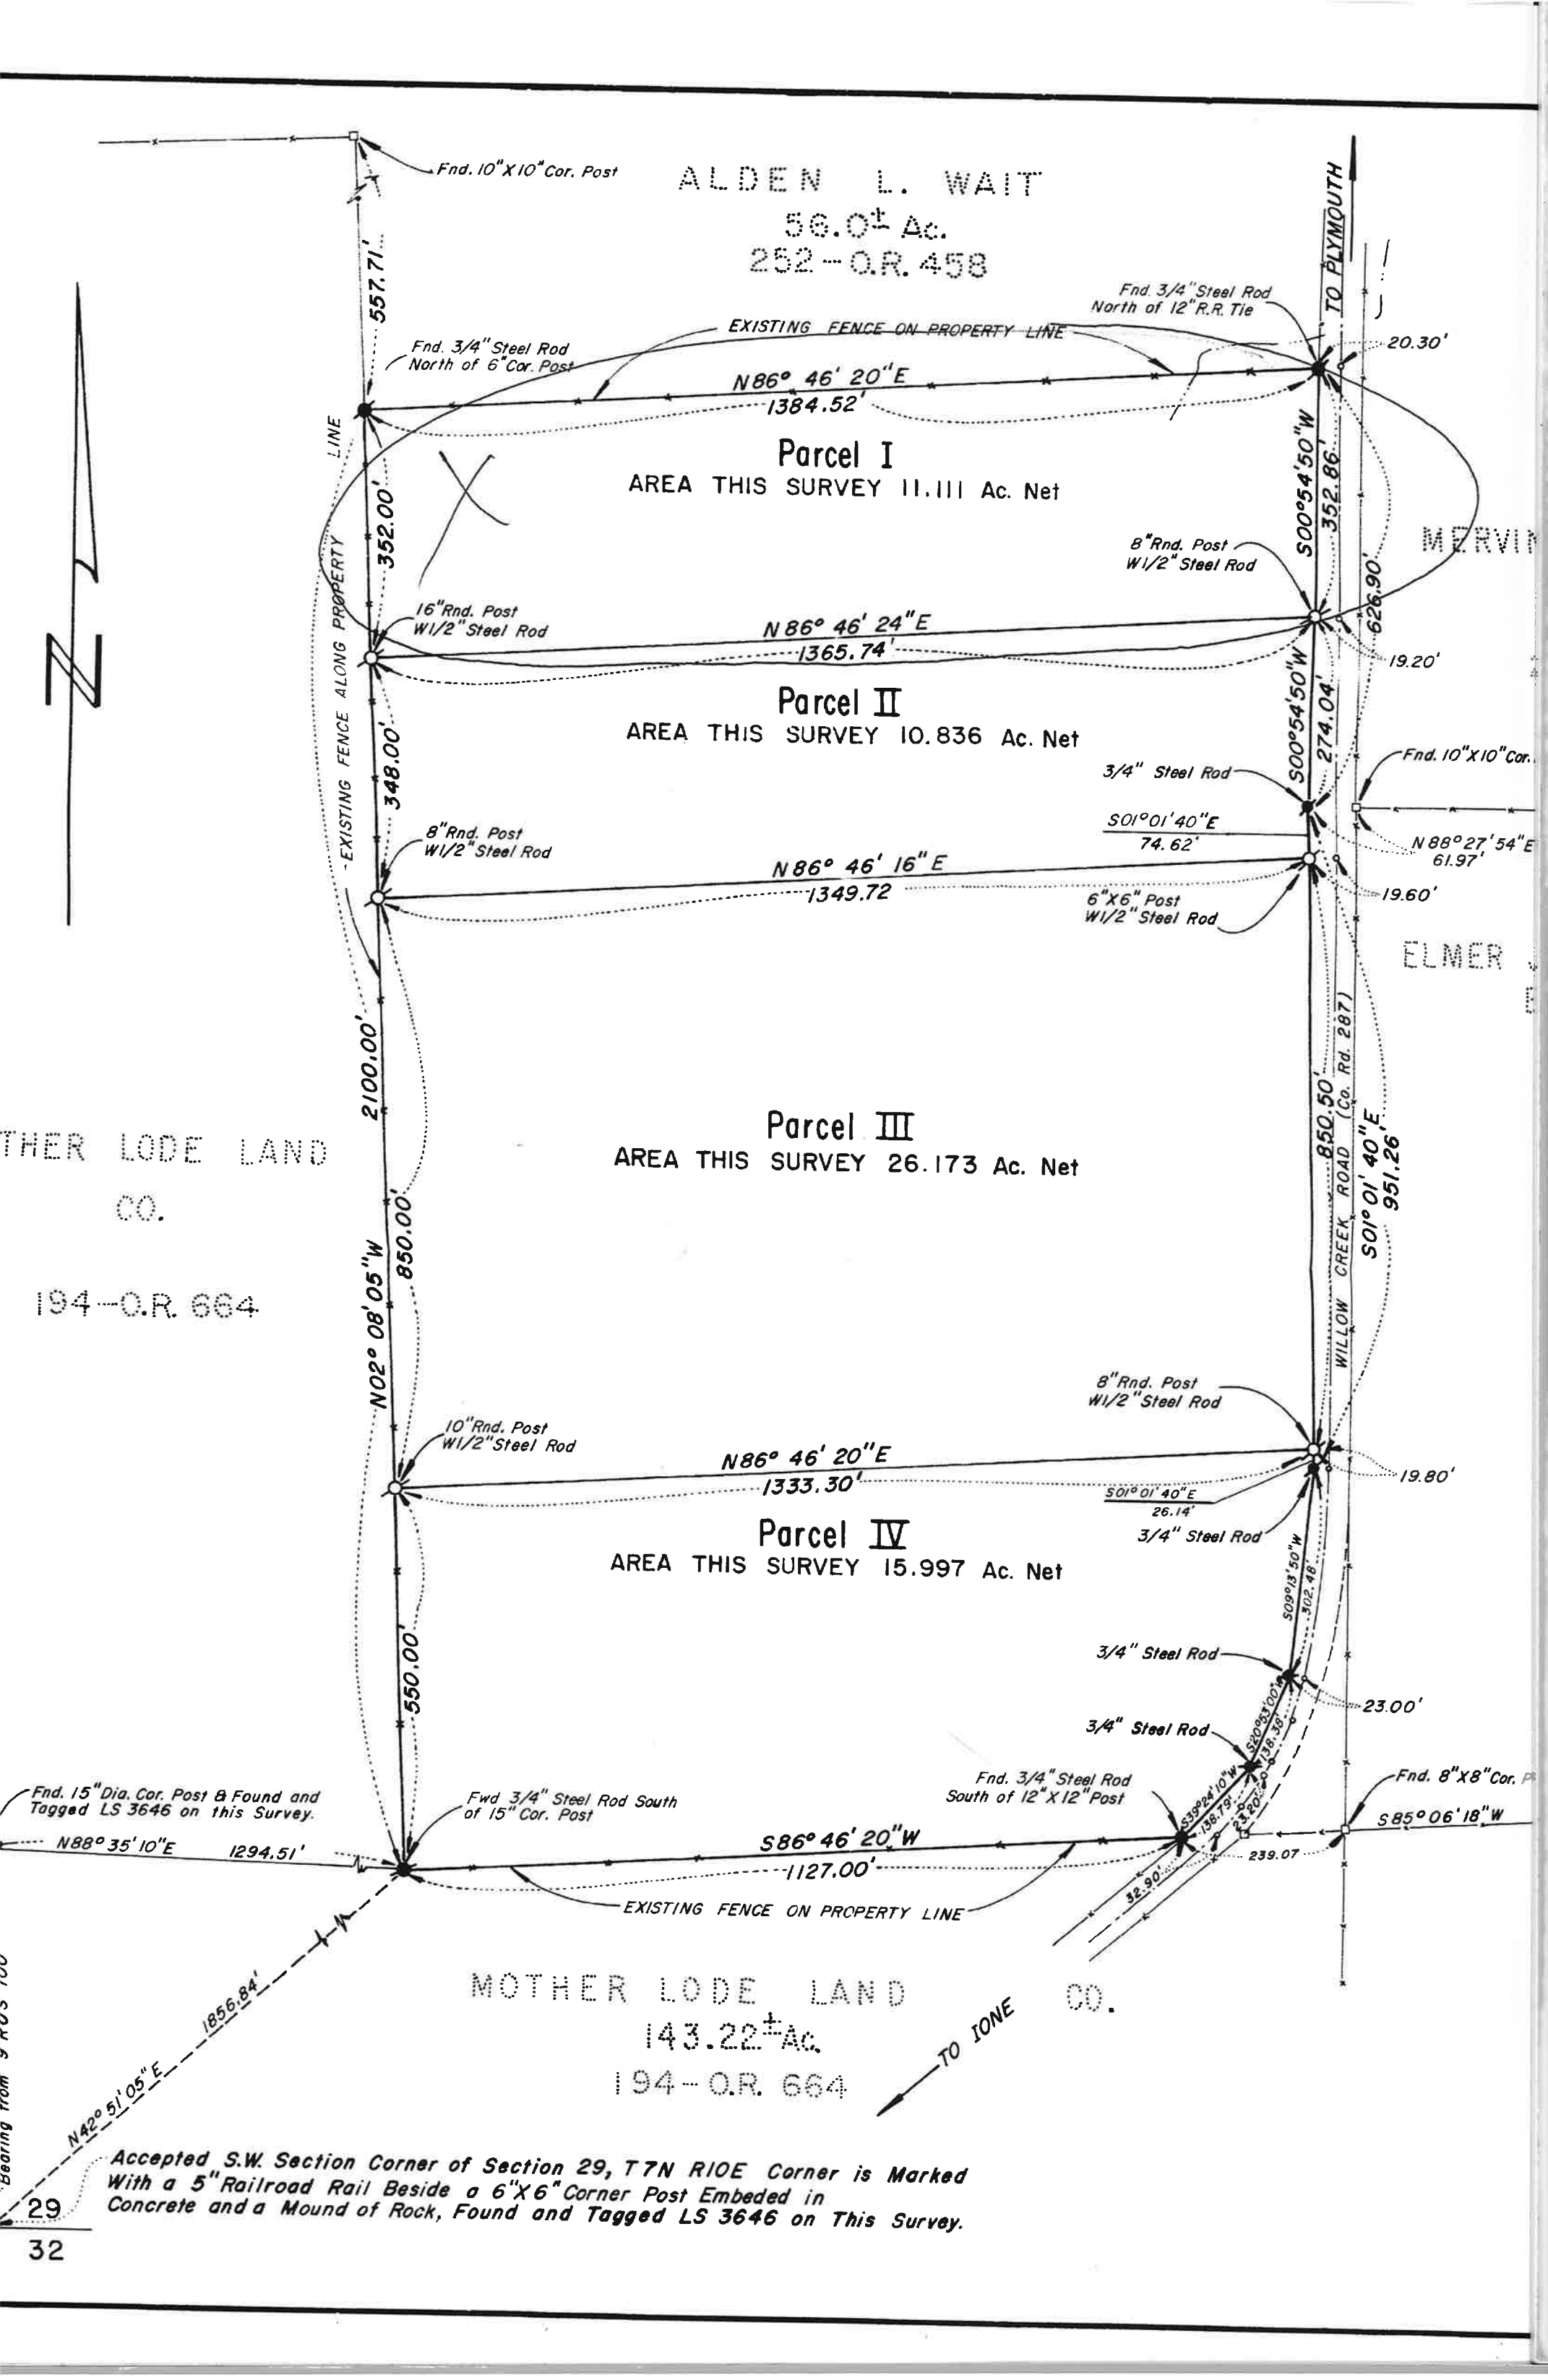 Fnd. 10"X10" Cor. Post
ALDEN L. WAIT
56.0± Ac.
252-O.R. 458
TO PLYMOUTH
557.71'
Fnd. 3/4" Steel Rod
North of 12" R.R. Tie
EXISTING FENCE ON PROPERTY LINE
20.30'
Fnd. 3/4" Steel Rod
North of 6" Cor. Post
N86° 46' 20"E
1384.52'
Parcel I
AREA THIS SURVEY 11.111 Ac. Net
352.00'
S00°54'50"W
352.86'
MERVIN
8" Rnd. Post
W1/2" Steel Rod
626.90'
16" Rnd. Post
W1/2" Steel Rod
N86° 46' 24"E
1365.74'
19.20'
EXISTING FENCE ALONG PROPERTY LINE
Parcel II
AREA THIS SURVEY 10.836 Ac. Net
S00°54'50"W
274.04'
348.00'
3/4" Steel Rod
Fnd. 10"X10" Cor.
S01°01'40"E
74.62'
8" Rnd. Post
W1/2" Steel Rod
N88°27'54"E
61.97'
N86° 46' 16"E
1349.72
6"X6" Post
W1/2" Steel Rod
19.60'
ELMER
2100.00'
WILLOW CREEK ROAD (Co. Rd. 287)
850.50'
S01° 01' 40"E
951.26'
Parcel III
AREA THIS SURVEY 26.173 Ac. Net
THER LODE LAND
CO.
194-O.R. 664
N02° 08' 05"W
850.00'
8" Rnd. Post
W1/2" Steel Rod
10" Rnd. Post
W1/2" Steel Rod
N86° 46' 20"E
1333.30'
19.80'
S01°01'40"E
26.14'
3/4" Steel Rod
Parcel IV
AREA THIS SURVEY 15.997 Ac. Net
S09°13'50"W
302.48'
550.00'
3/4" Steel Rod
23.00'
S20°53'00"W
138.38'
3/4" Steel Rod
S39°24'10"W
138.79'
23.20'
Fnd. 3/4" Steel Rod
South of 12"X12" Post
Fnd. 8"X8" Cor.
Fnd. 15" Dia. Cor. Post & Found and
Tagged LS 3646 on this Survey.
Fwd 3/4" Steel Rod South
of 15" Cor. Post
S85°06'18"W
N88°35'10"E 1294.51'
S86°46'20"W
1127.00'
239.07
32.90'
EXISTING FENCE ON PROPERTY LINE
1856.84'
N42°51'05"E
MOTHER LODE LAND CO.
143.22± Ac.
194-O.R. 664
TO IONE
Accepted S.W. Section Corner of Section 29, T7N R10E Corner is Marked
With a 5" Railroad Rail Beside a 6"X6" Corner Post Embeded in
Concrete and a Mound of Rock, Found and Tagged LS 3646 on This Survey.
29
32
N